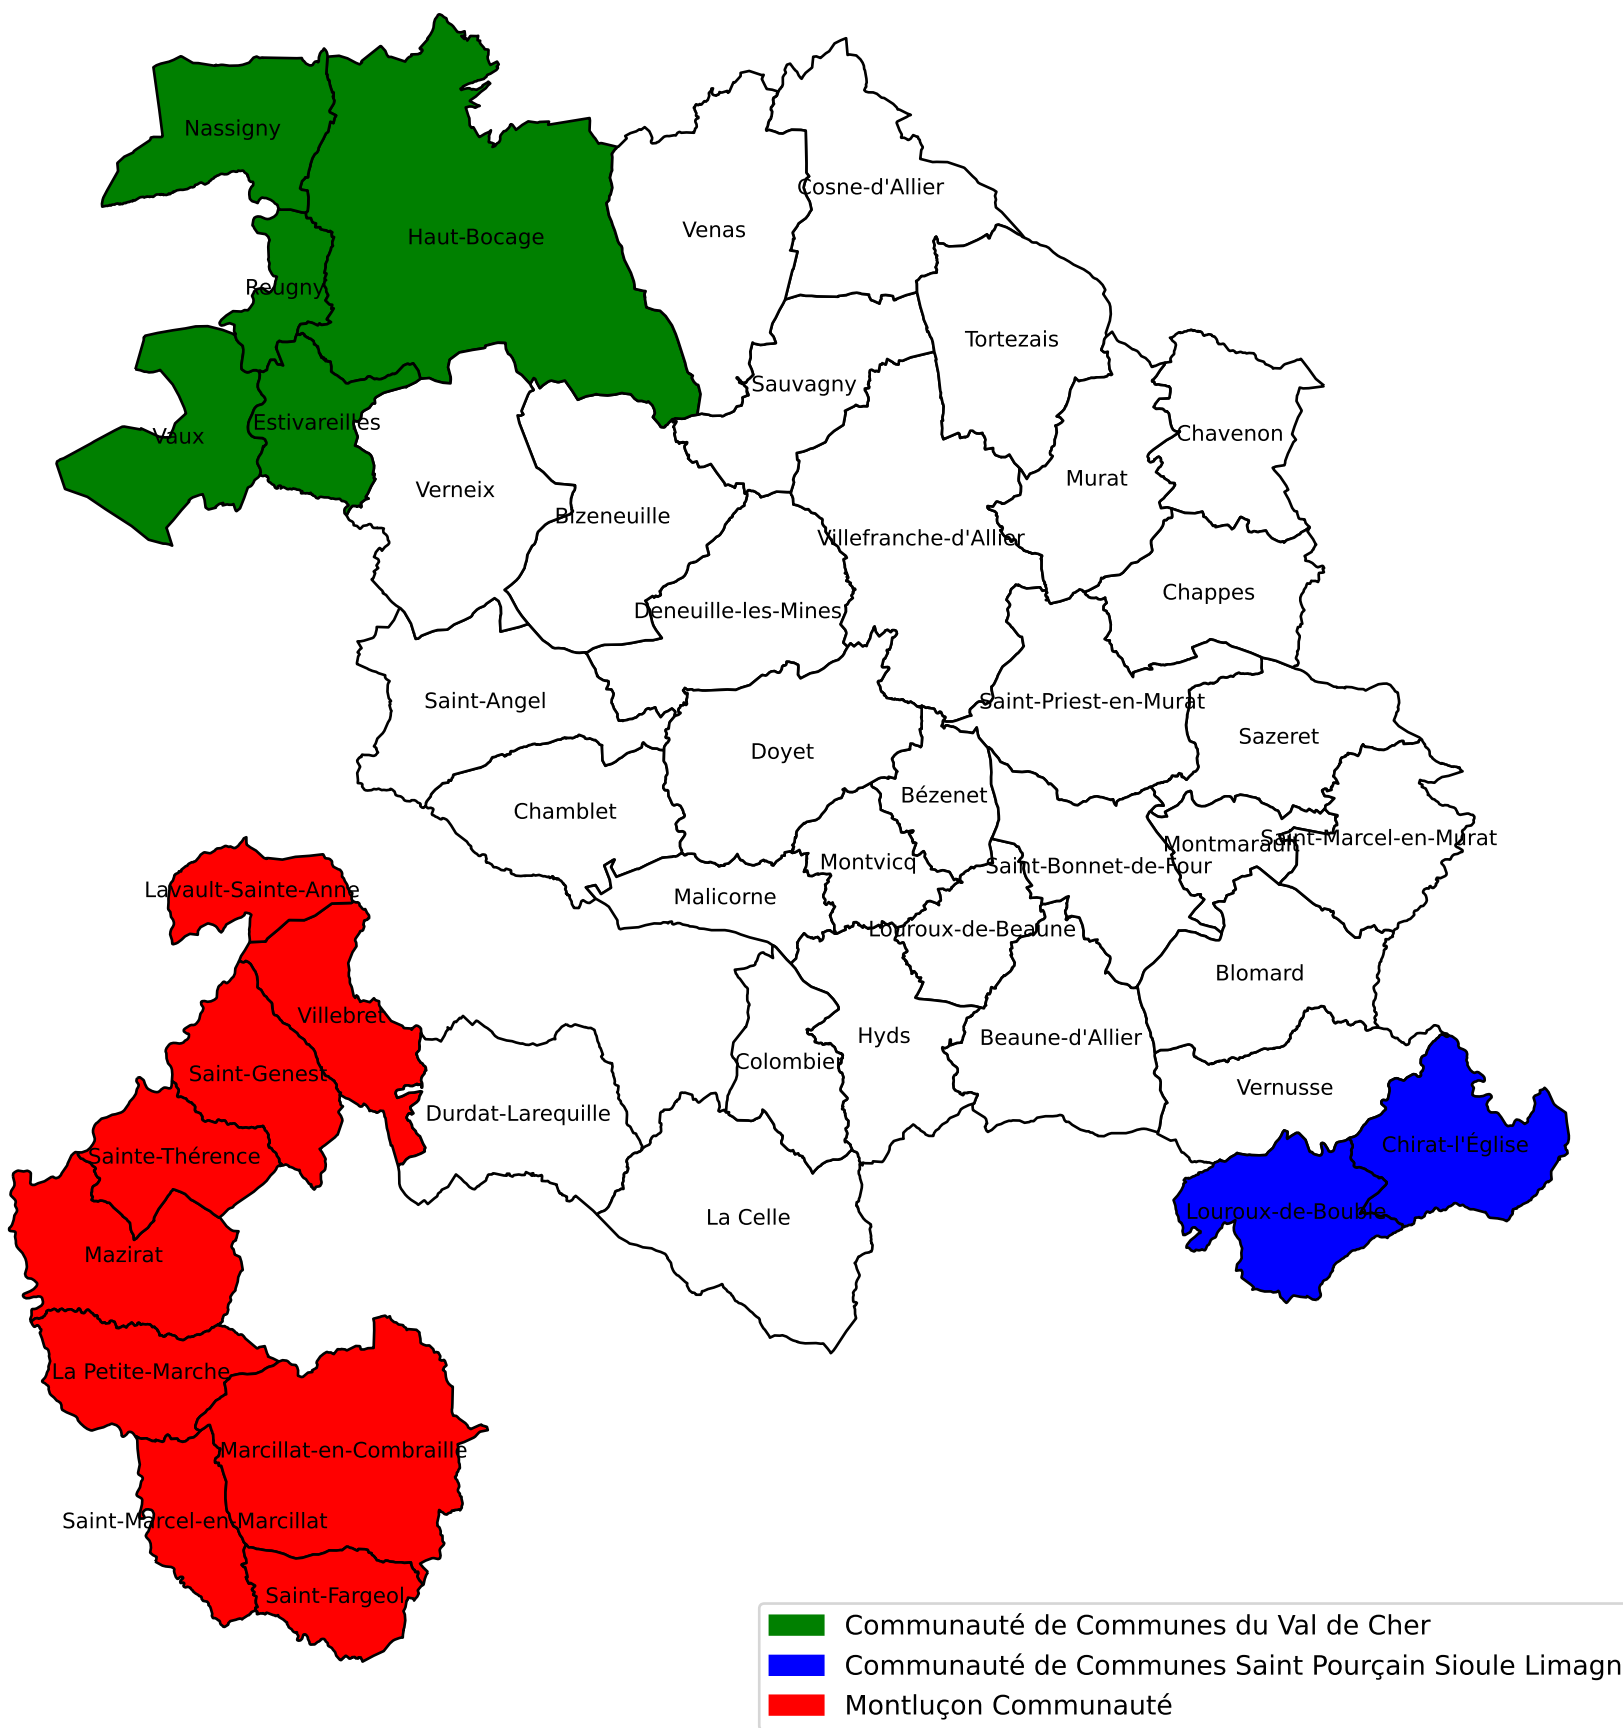 Nassigny
Cosne-d'Allier
Venas
Haut-Bocage
Reugny
Tortezais
Sauvagny
Estivareilles
Vaux
Chavenon
Murat
Verneix
Bizeneuille
Villefranche-d'Allier
Chappes
Deneuille-les-Mines
Saint-Angel
Saint-Priest-en-Murat
Sazeret
Doyet
Bézenet
Chamblet
Saint-Marcel-en-Murat
Montmarault
Montvicq
Saint-Bonnet-de-Four
Lavault-Sainte-Anne
Malicorne
Louroux-de-Beaune
Blomard
Villebret
Hyds
Beaune-d'Allier
Colombier
Saint-Genest
Vernusse
Durdat-Larequille
Chirat-l'Église
Sainte-Thérence
Louroux-de-Bouble
La Celle
Mazirat
La Petite-Marche
Marcillat-en-Combraille
Saint-Marcel-en-Marcillat
Saint-Fargeol
Communauté de Communes du Val de Cher
Communauté de Communes Saint Pourçain Sioule Limagn
Montluçon Communauté